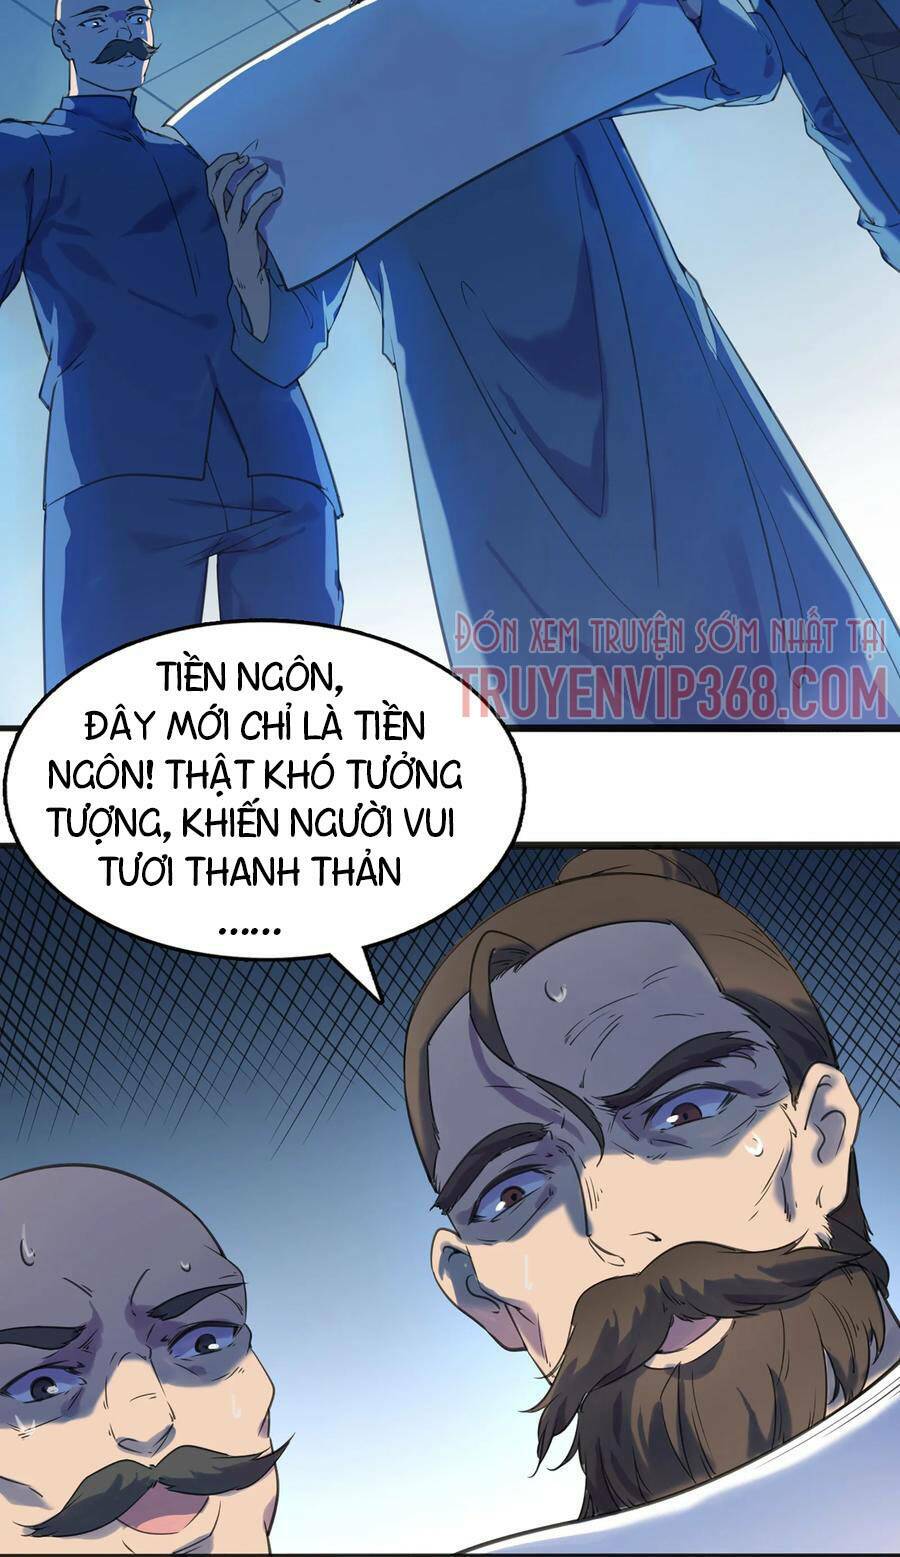 ĐÓN XEM TRUYỆN SỚM NHẤT TẠI
TRUYENVIP368.COM
TIỀN NGÔN,
ĐÂY MỚI CHỈ LÀ TIỀN
NGÔN! THẬT KHÓ TƯỞNG
TƯỢNG, KHIẾN NGƯỜI VUI
TƯƠI THANH THẢN
......